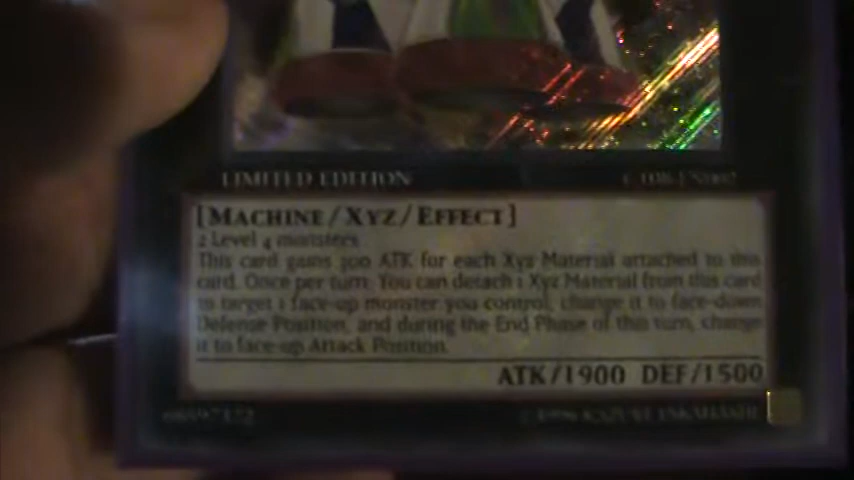 LIMITED EDITION
[MACHINE/XYZ/EFFECT]
2 Level 4 monsters
This card gains 300 ATK for each Xyz Material attached to this
card. Once per turn: You can detach 1 Xyz Material from this card
to target 1 face-up monster you control, change it to face-down
Defense Position, and during the End Phase of this turn, change
it to face-up Attack Position.
ATK/1900 DEF/1500